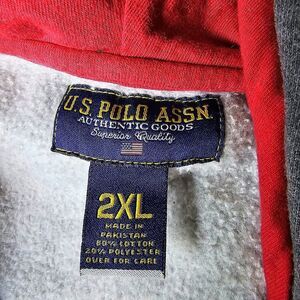 U.S. POLO ASSN.
AUTHENTIC GOODS
Superior Quality
2XL
MADE IN
PAKISTAN
80% COTTON
20% POLYESTER
OVER FOR CARE